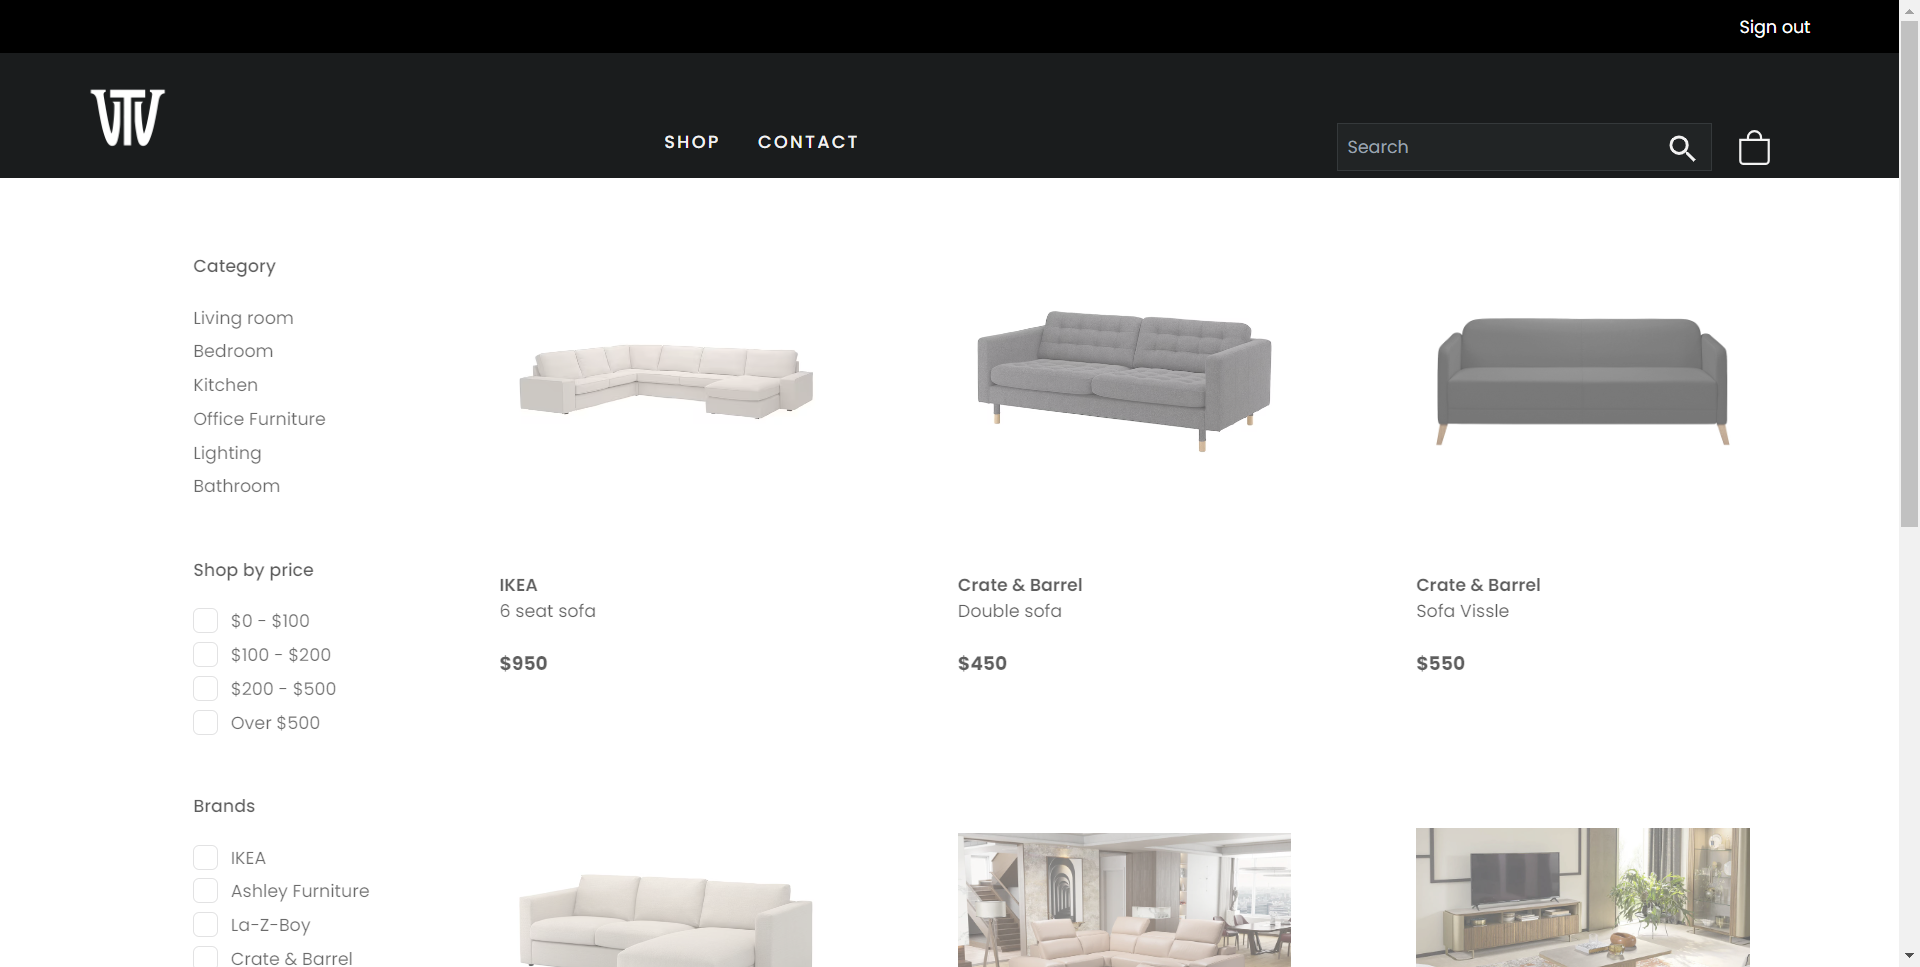 Sign out
VTV
SHOP
CONTACT
Search
Category
Living room
Bedroom
Kitchen
Office Furniture
Lighting
Bathroom
Shop by price
$0 - $100
$100 - $200
$200 - $500
Over $500
Brands
IKEA
Ashley Furniture
La-Z-Boy
Crate & Barrel
IKEA
6 seat sofa
$950
Crate & Barrel
Double sofa
$450
Crate & Barrel
Sofa Vissle
$550